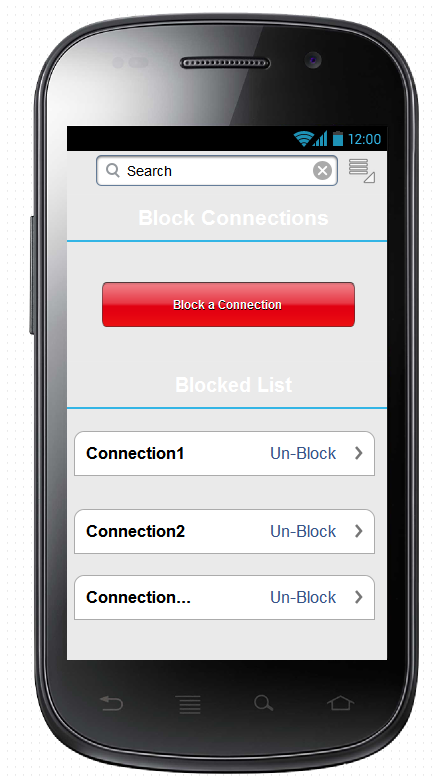 12:00
Search
Block Connections
Block a Connection
Blocked List
Connection1 Un-Block
Connection2 Un-Block
Connection... Un-Block